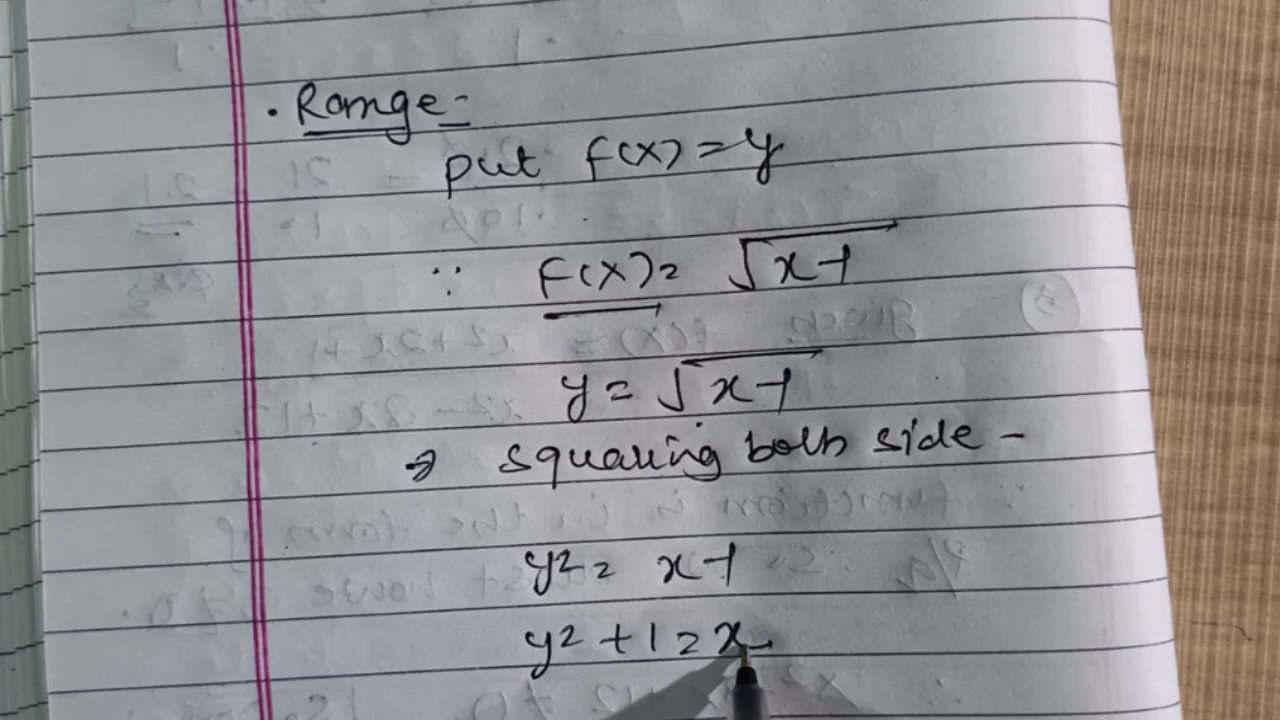 . Range:-
put f(x) = y
∵ f(x) = √x-1
y = √x-1
⇒ squaring both side -
y² = x-1
y² + 1 = x